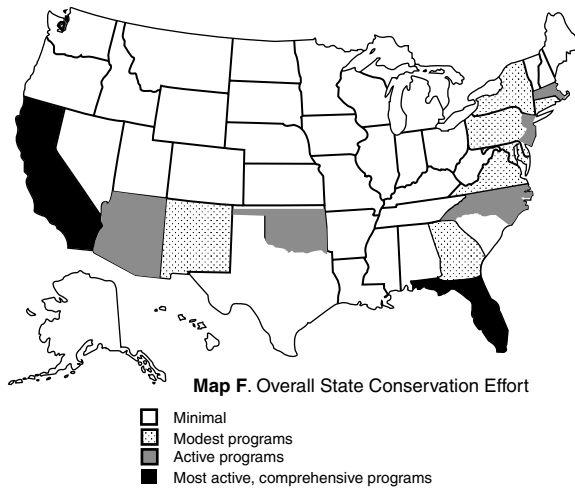 Map F. Overall State Conservation Effort
Minimal
Modest programs
Active programs
Most active, comprehensive programs